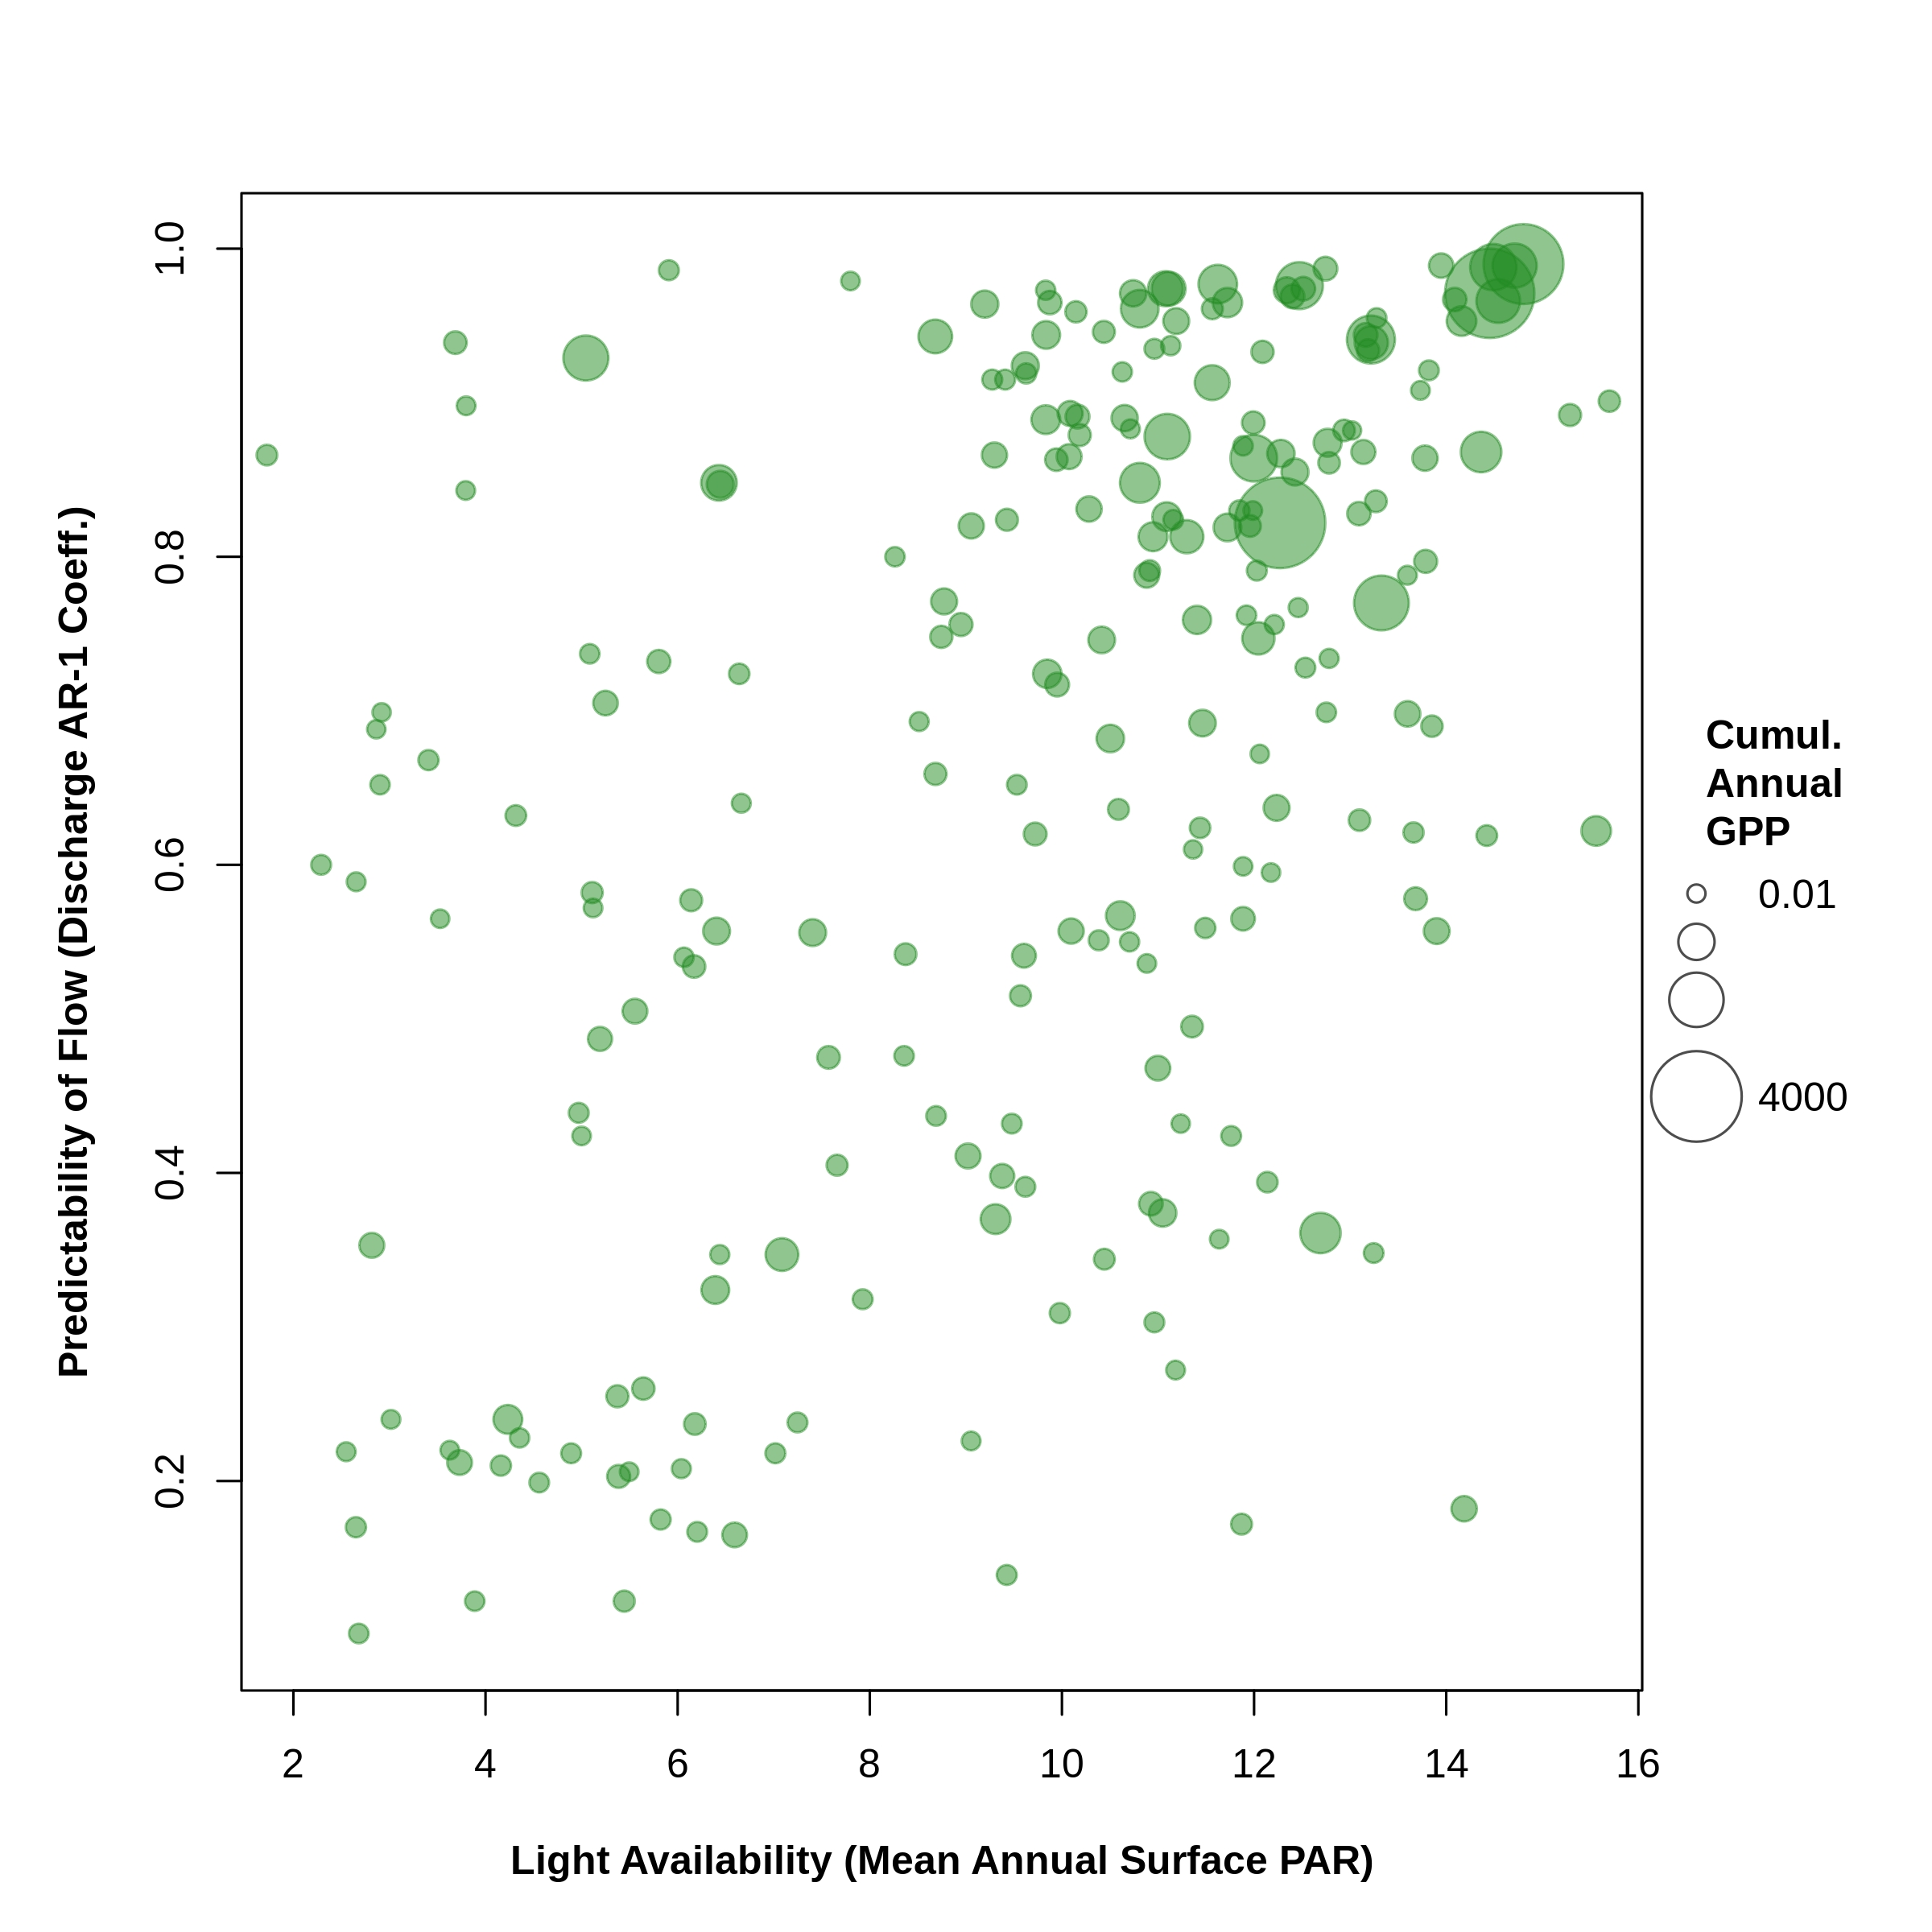 1.0
0.8
0.6
0.4
0.2
Predictability of Flow (Discharge AR-1 Coeff.)
2 4 6 8 10 12 14 16
Light Availability (Mean Annual Surface PAR)
Cumul.
Annual
GPP
0.01
4000